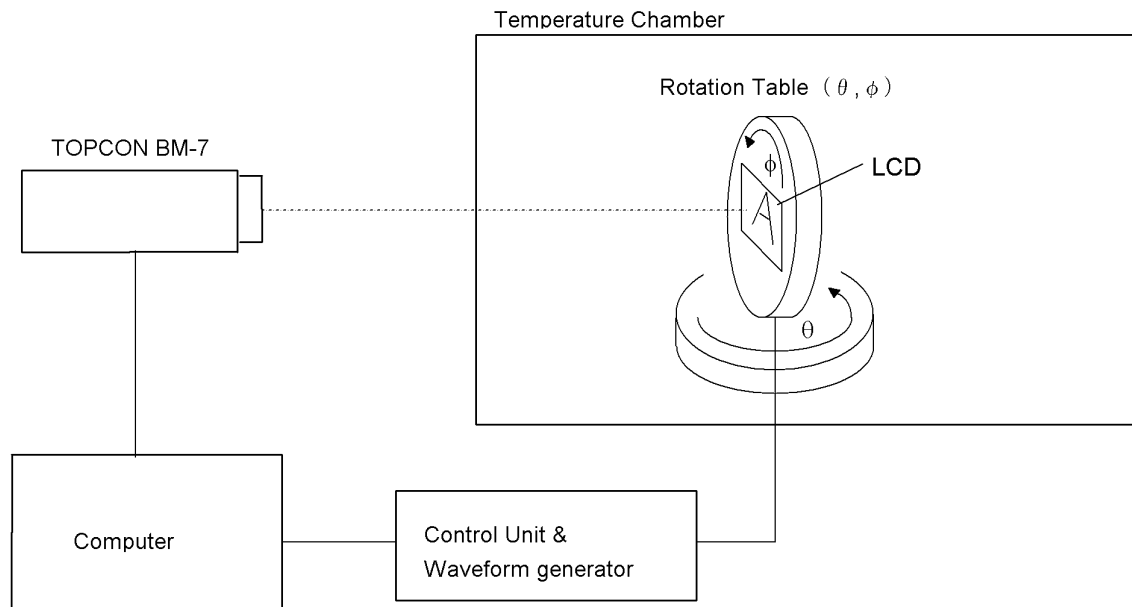 Temperature Chamber
Rotation Table （θ , ϕ）
TOPCON BM-7
ϕ
LCD
A
θ
Computer
Control Unit &
Waveform generator